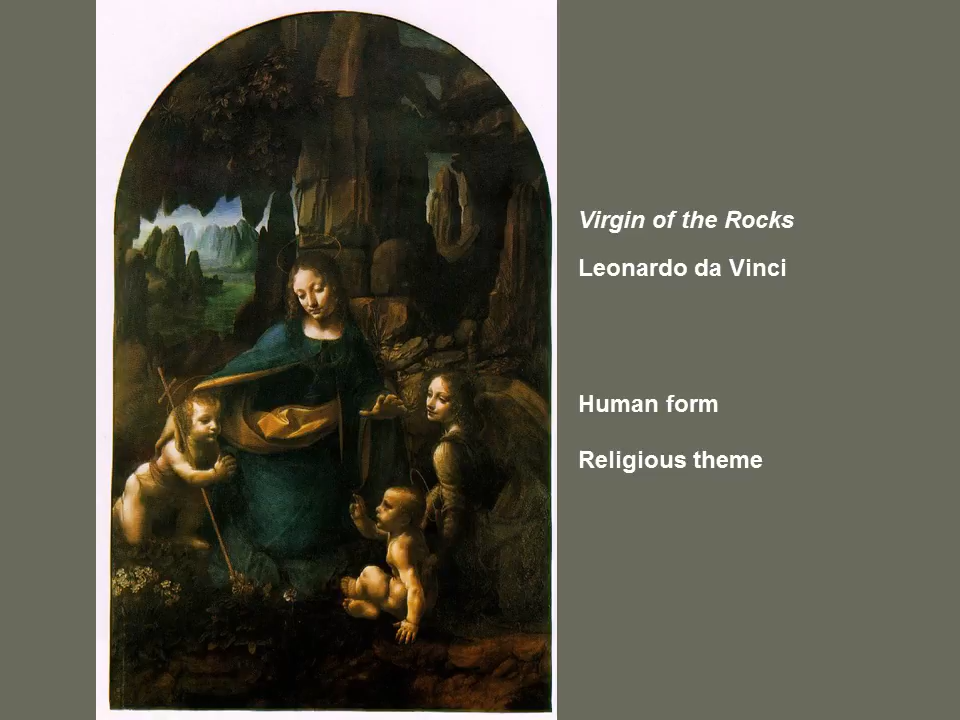 Virgin of the Rocks
Leonardo da Vinci
Human form
Religious theme